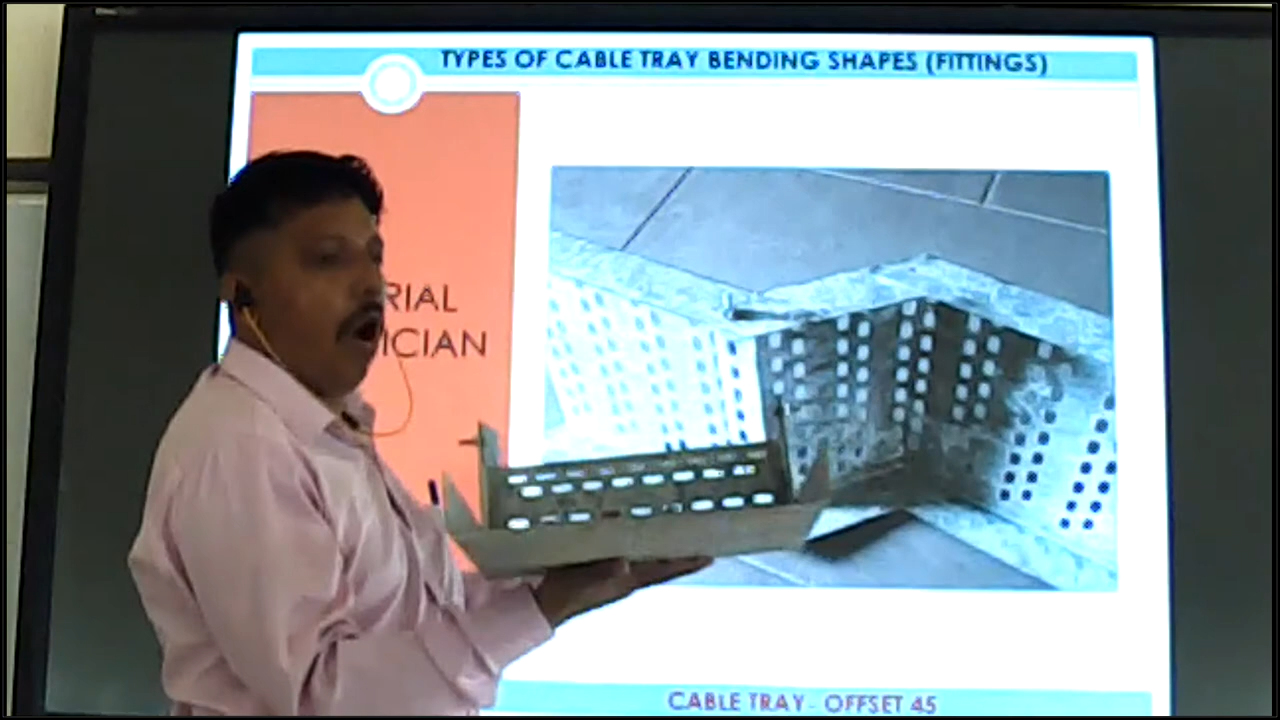 TYPES OF CABLE TRAY BENDING SHAPES (FITTINGS)
RIAL
ICIAN
CABLE TRAY- OFFSET 45